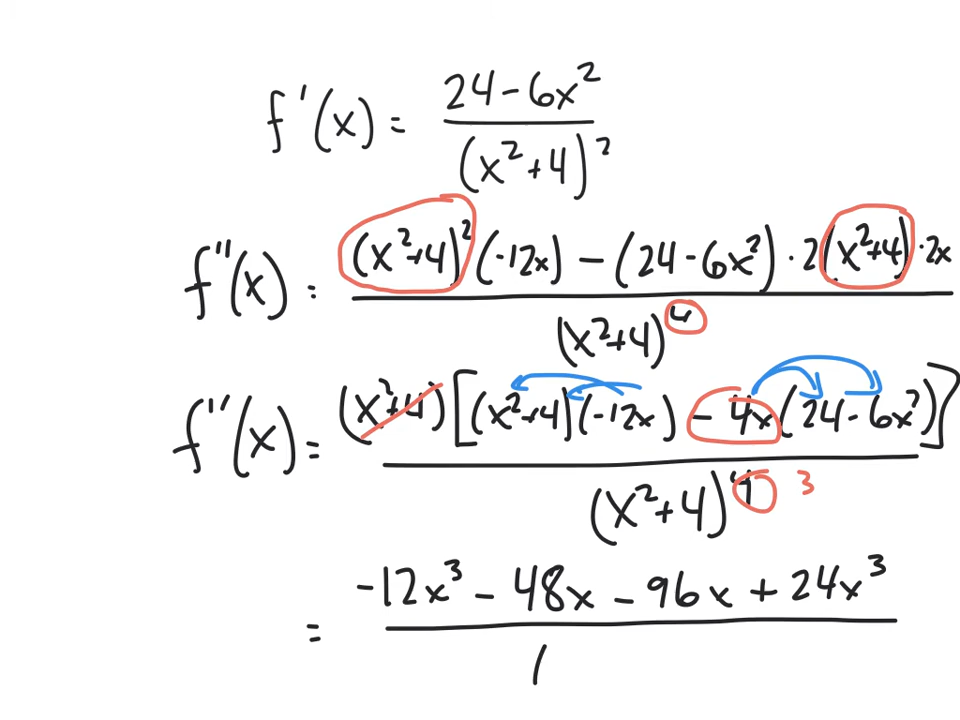 f'(x) = 24-6x² / (x²+4)²
f''(x) = (x²+4)²(-12x) - (24-6x²)·2(x²+4)·2x / (x²+4)⁴
f''(x) = (x²+4)[(x²+4)(-12x) - 4x(24-6x²)] / (x²+4)⁴ 3
= -12x³ - 48x - 96x + 24x³ / (